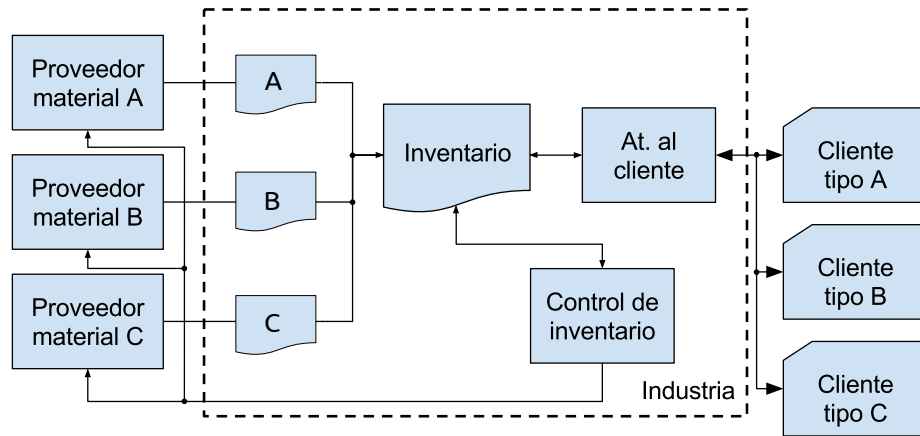 Proveedor
material A
Proveedor
material B
Proveedor
material C
A
B
C
Inventario
At. al
cliente
Control de
inventario
Industria
Cliente
tipo A
Cliente
tipo B
Cliente
tipo C